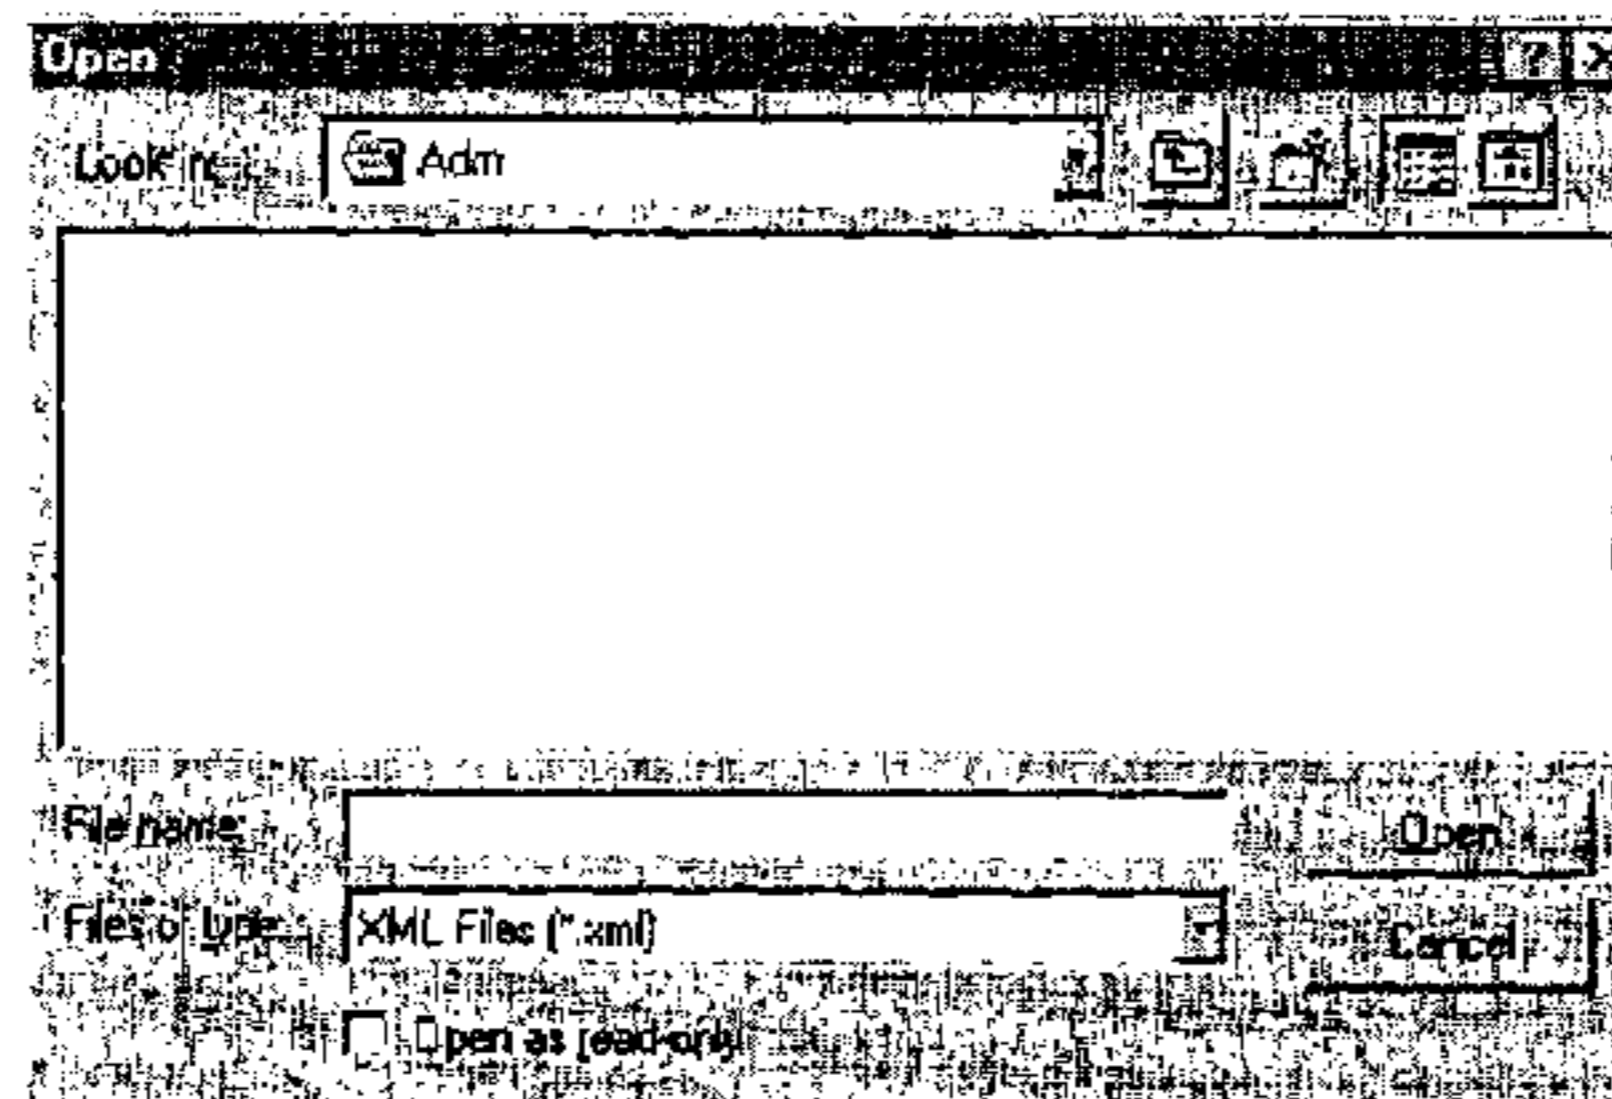 Open
Look in:
Adm
File name:
Open
Files of type:
XML Files (*.xml)
Cancel
Open as read-only